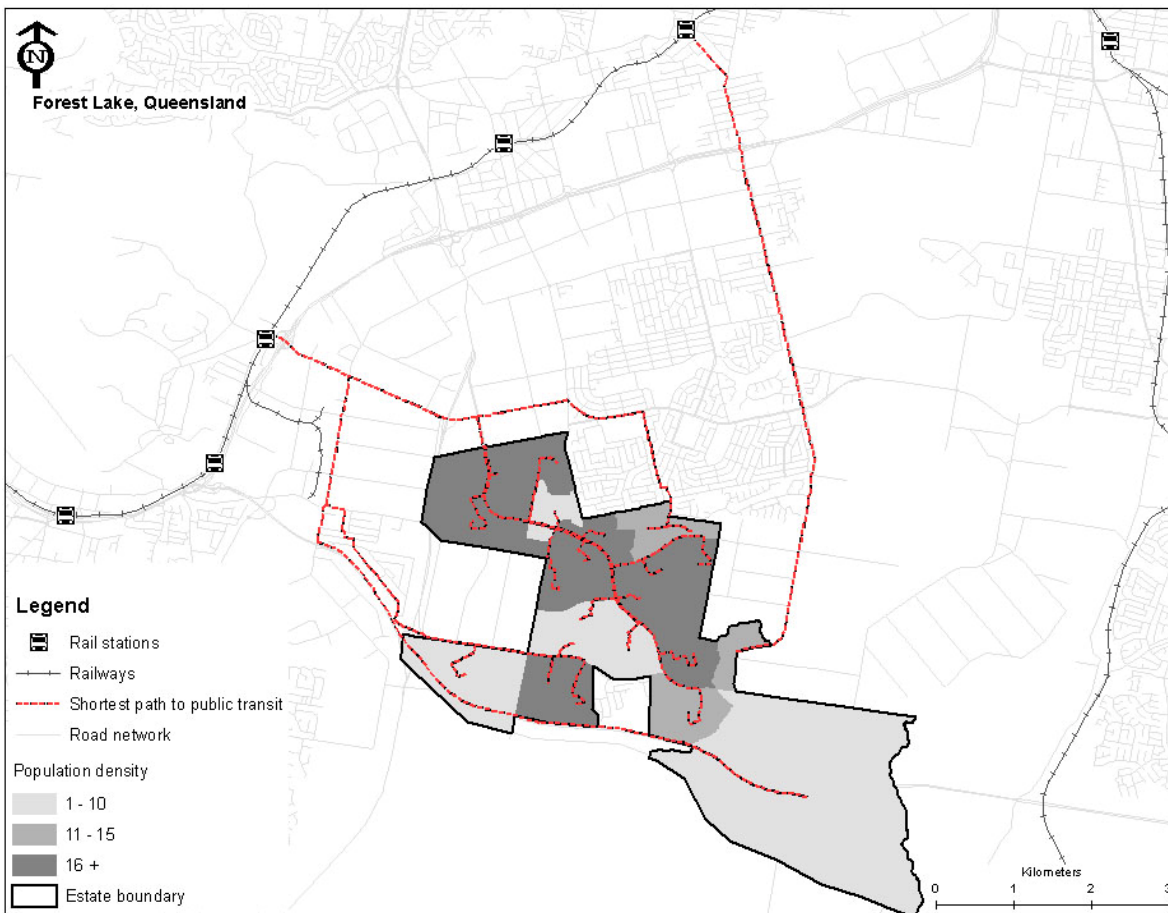 N
Forest Lake, Queensland
Legend
Rail stations
Railways
Shortest path to public transit
Road network
Population density
1 - 10
11 - 15
16 +
Estate boundary
Kilometers
0 1 2 3